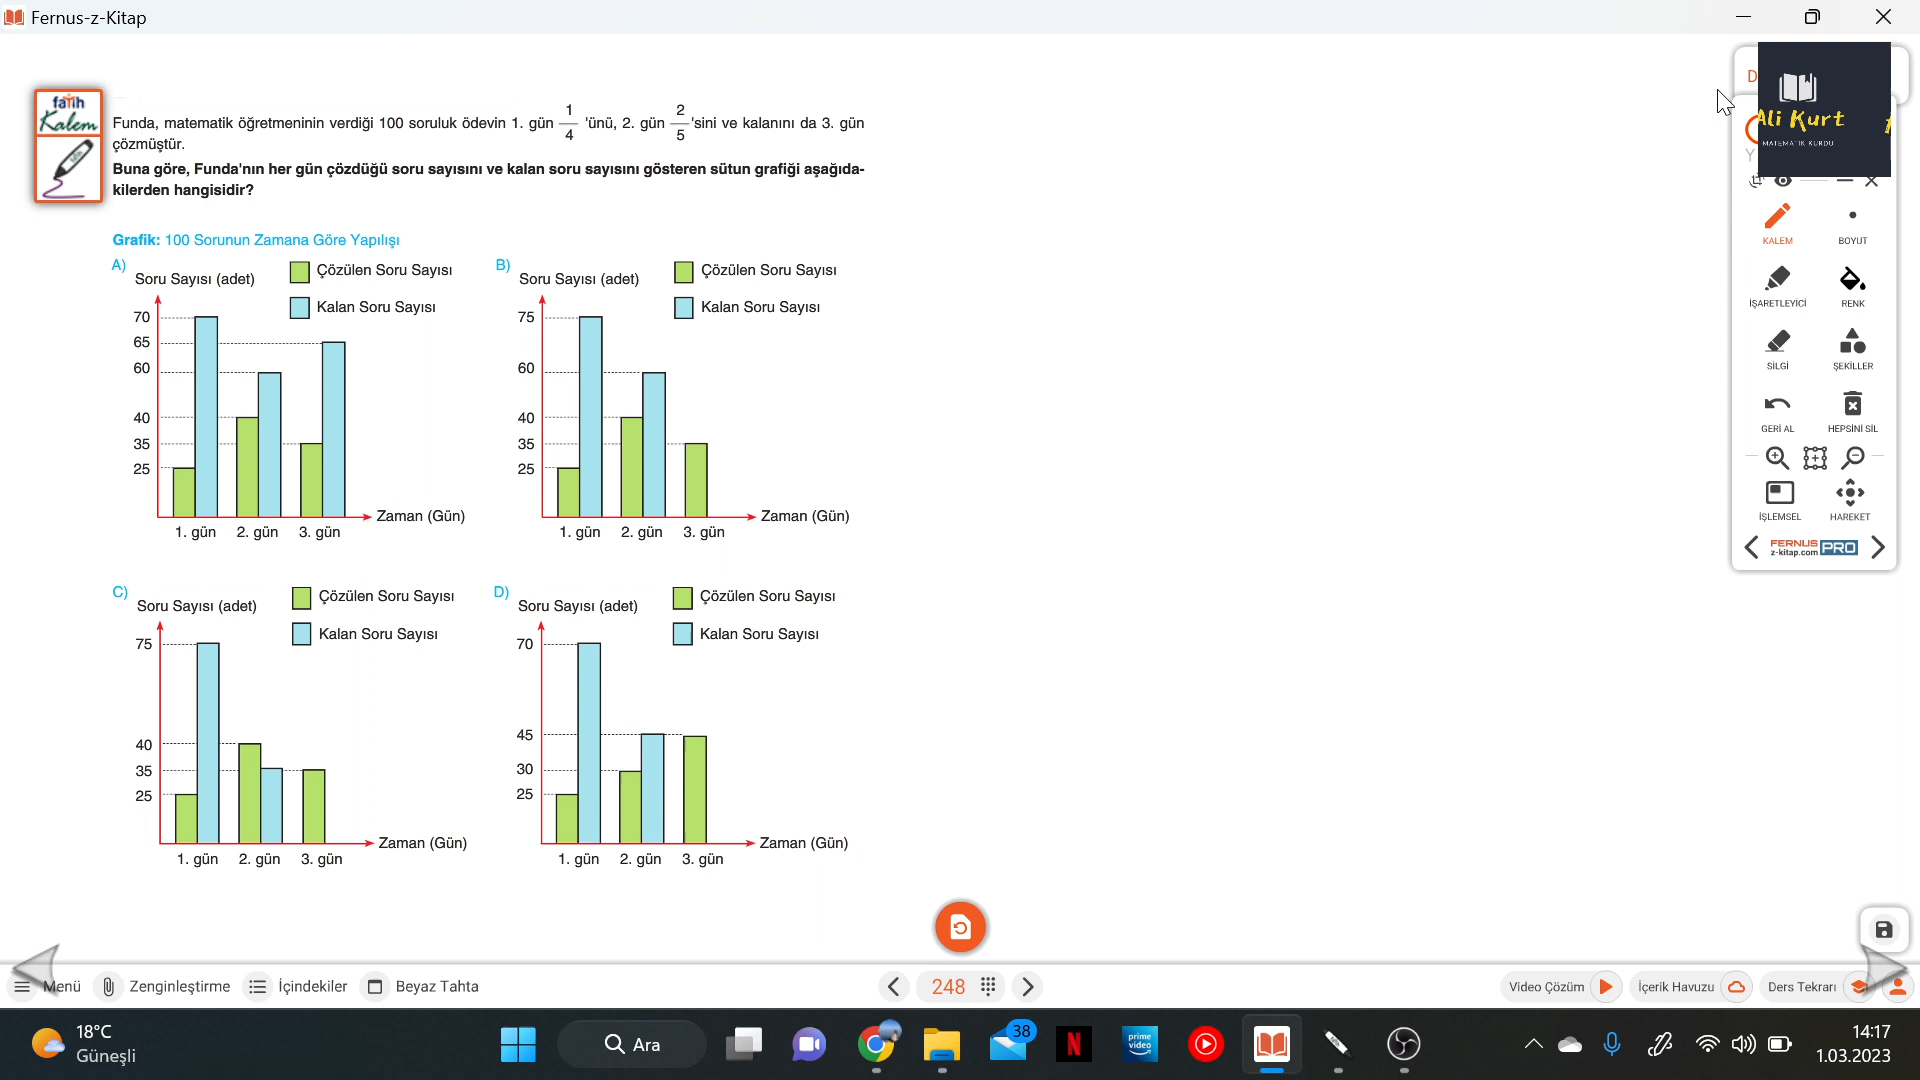 Fernus-z-Kitap
fatih
Kalem
Funda, matematik öğretmeninin verdiği 100 soruluk ödevin 1. gün 1/4 'ünü, 2. gün 2/5 'sini ve kalanını da 3. gün
çözmüştür.
Buna göre, Funda'nın her gün çözdüğü soru sayısını ve kalan soru sayısını gösteren sütun grafiği aşağıda-
kilerden hangisidir?
Grafik: 100 Sorunun Zamana Göre Yapılışı
A)
Soru Sayısı (adet)
Çözülen Soru Sayısı
Kalan Soru Sayısı
70
65
60
40
35
25
Zaman (Gün)
1. gün 2. gün 3. gün
B)
Soru Sayısı (adet)
Çözülen Soru Sayısı
Kalan Soru Sayısı
75
60
40
35
25
Zaman (Gün)
1. gün 2. gün 3. gün
C)
Soru Sayısı (adet)
Çözülen Soru Sayısı
Kalan Soru Sayısı
75
40
35
25
Zaman (Gün)
1. gün 2. gün 3. gün
D)
Soru Sayısı (adet)
Çözülen Soru Sayısı
Kalan Soru Sayısı
70
45
30
25
Zaman (Gün)
1. gün 2. gün 3. gün
D
Y
Ali Kurt
MATEMATİK KURDU
KALEM BOYUT
İŞARETLEYİCİ RENK
SİLGİ ŞEKİLLER
GERİ AL HEPSİNİ SİL
İŞLEMSEL HAREKET
FERNUS
z-kitap.com PRO
Menü Zenginleştirme İçindekiler Beyaz Tahta
248
Video Çözüm İçerik Havuzu Ders Tekrarı
18°C
Güneşli
Ara
38
N
prime
video
14:17
1.03.2023